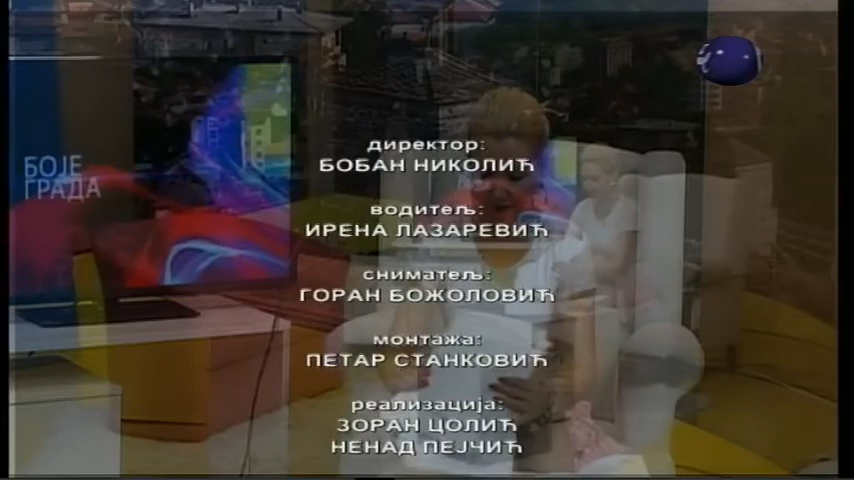 БОЈЕ
ГРАДА
директор:
БОБАН НИКОЛИЋ
водитељ:
ИРЕНА ЛАЗАРЕВИЋ
сниматељ:
ГОРАН БОЖОЛОВИЋ
монтажа:
ПЕТАР СТАНКОВИЋ
реализација:
ЗОРАН ЦОЛИЋ
НЕНАД ПЕЈЧИЋ